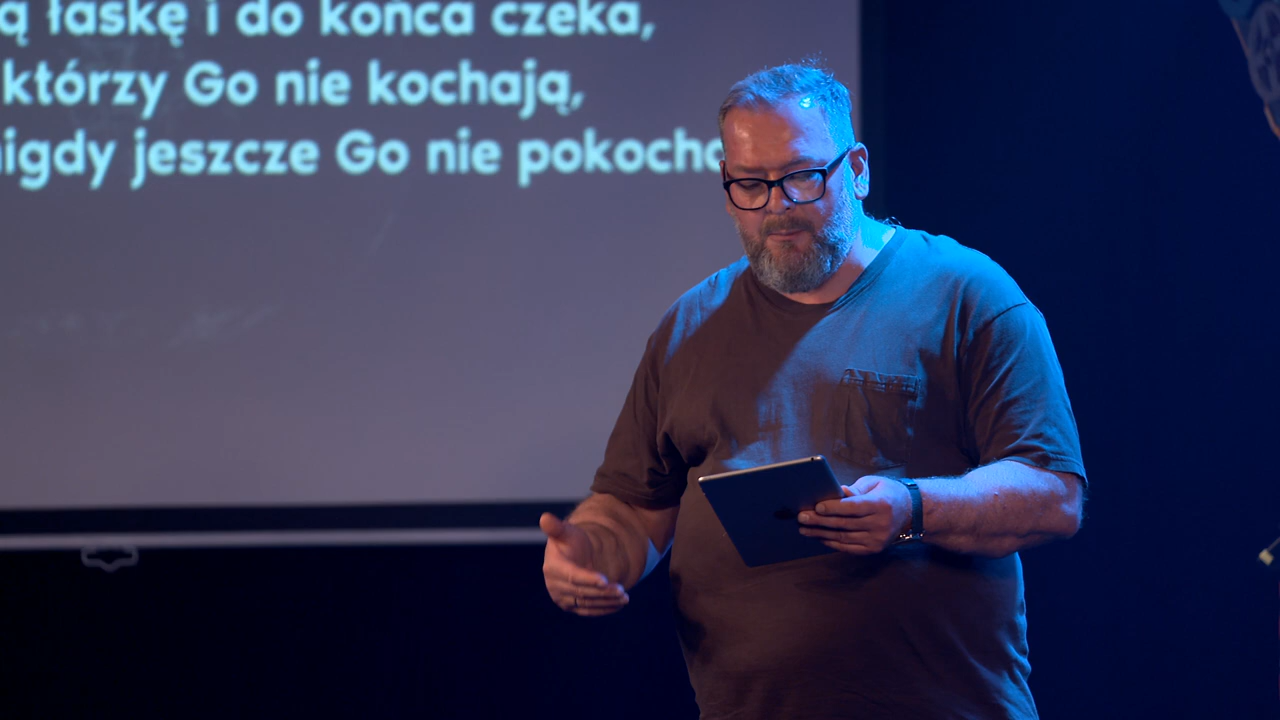 łaskę i do końca czeka,
którzy Go nie kochają,
jeszcze Go nie